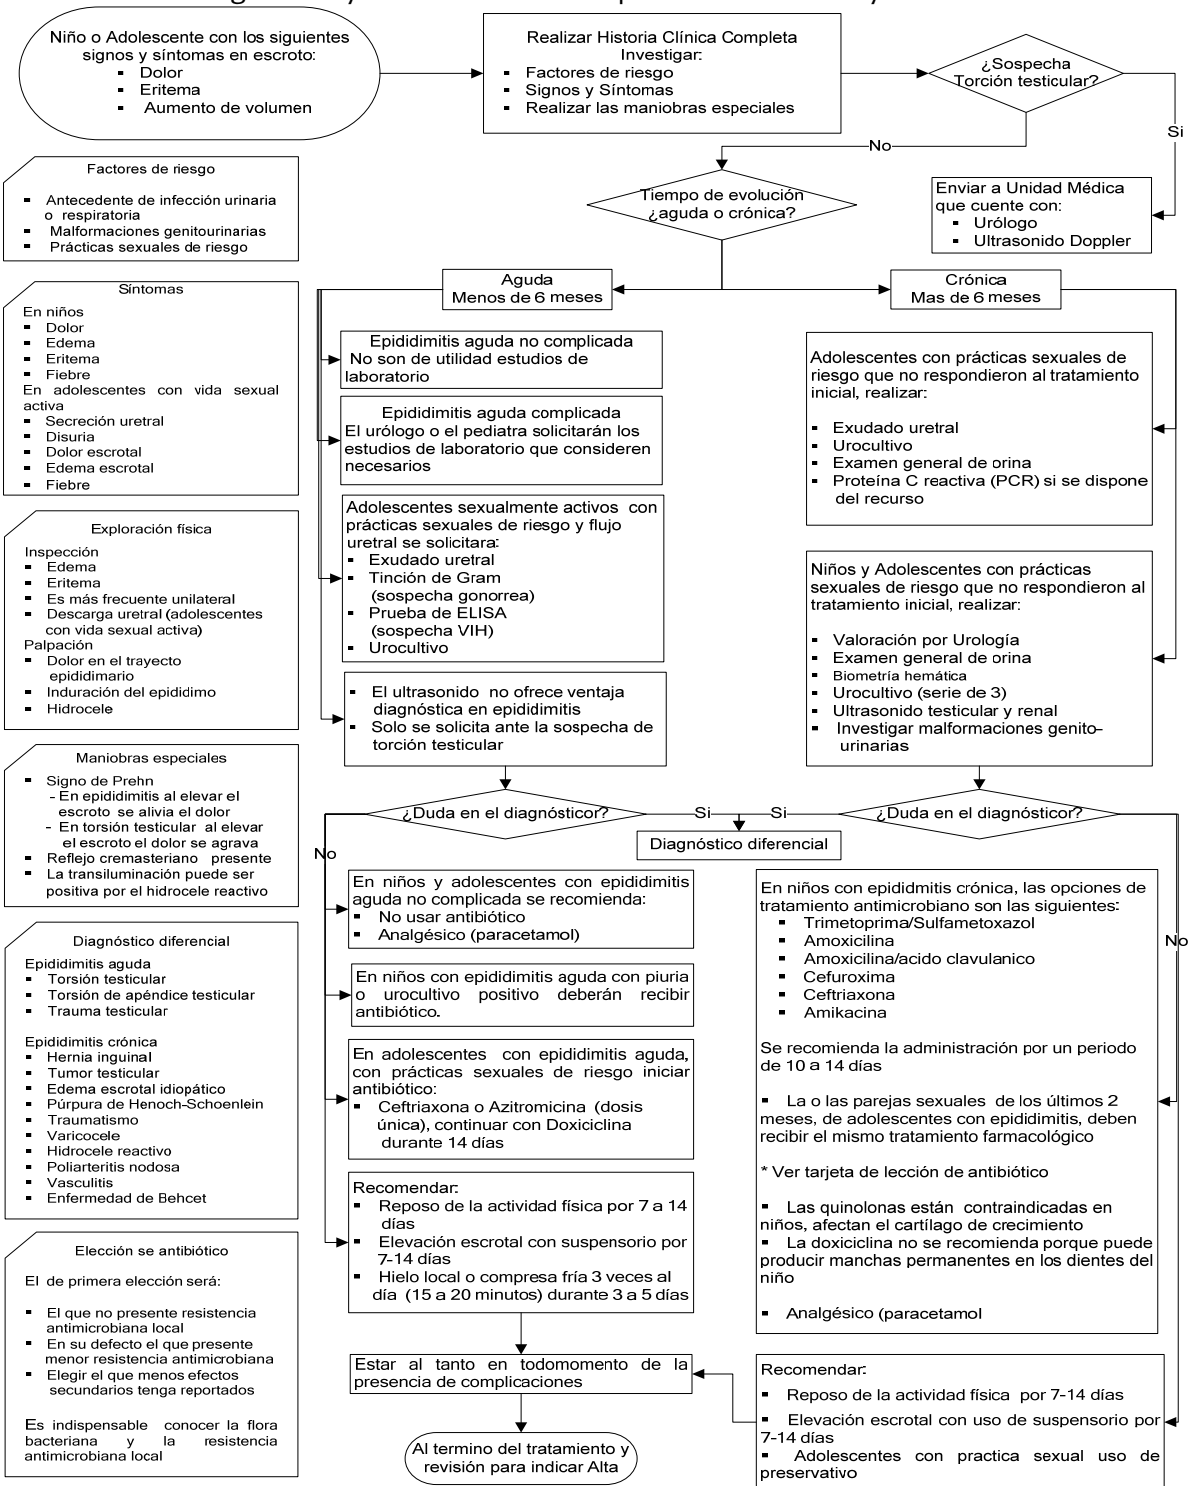 Niño o Adolescente con los siguientes
signos y síntomas en escroto:
▪ Dolor
▪ Eritema
▪ Aumento de volumen
Realizar Historia Clínica Completa
Investigar:
▪ Factores de riesgo
▪ Signos y Síntomas
▪ Realizar las maniobras especiales
¿Sospecha
Torción testicular?
Si
No
Enviar a Unidad Médica
que cuente con:
▪ Urólogo
▪ Ultrasonido Doppler
Tiempo de evolución
¿aguda o crónica?
Aguda
Menos de 6 meses
Crónica
Mas de 6 meses
Factores de riesgo
▪ Antecedente de infección urinaria
o respiratoria
▪ Malformaciones genitourinarias
▪ Prácticas sexuales de riesgo
Síntomas
En niños
▪ Dolor
▪ Edema
▪ Eritema
▪ Fiebre
En adolescentes con vida sexual
activa
▪ Secreción uretral
▪ Disuria
▪ Dolor escrotal
▪ Edema escrotal
▪ Fiebre
Exploración física
Inspección
▪ Edema
▪ Eritema
▪ Es más frecuente unilateral
▪ Descarga uretral (adolescentes
con vida sexual activa)
Palpación
▪ Dolor en el trayecto
epididimario
▪ Induración del epididimo
▪ Hidrocele
Maniobras especiales
▪ Signo de Prehn
- En epididimitis al elevar el
escroto se alivia el dolor
- En torsión testicular al elevar
el escroto el dolor se agrava
▪ Reflejo cremasteriano presente
▪ La transiluminación puede ser
positiva por el hidrocele reactivo
Diagnóstico diferencial
Epididimitis aguda
▪ Torsión testicular
▪ Torsión de apéndice testicular
▪ Trauma testicular
Epididimitis crónica
▪ Hernia inguinal
▪ Tumor testicular
▪ Edema escrotal idiopático
▪ Púrpura de Henoch-Schoenlein
▪ Traumatismo
▪ Varicocele
▪ Hidrocele reactivo
▪ Poliarteritis nodosa
▪ Vasculitis
▪ Enfermedad de Behcet
Elección se antibiótico
El de primera elección será:
▪ El que no presente resistencia
antimicrobiana local
▪ En su defecto el que presente
menor resistencia antimicrobiana
▪ Elegir el que menos efectos
secundarios tenga reportados
Es indispensable conocer la flora
bacteriana y la resistencia
antimicrobiana local
Epididimitis aguda no complicada
No son de utilidad estudios de
laboratorio
Epididimitis aguda complicada
El urólogo o el pediatra solicitarán los
estudios de laboratorio que consideren
necesarios
Adolescentes sexualmente activos con
prácticas sexuales de riesgo y flujo
uretral se solicitara:
▪ Exudado uretral
▪ Tinción de Gram
(sospecha gonorrea)
▪ Prueba de ELISA
(sospecha VIH)
▪ Urocultivo
▪ El ultrasonido no ofrece ventaja
diagnóstica en epididimitis
▪ Solo se solicita ante la sospecha de
torción testicular
Adolescentes con prácticas sexuales de
riesgo que no respondieron al tratamiento
inicial, realizar:
▪ Exudado uretral
▪ Urocultivo
▪ Examen general de orina
▪ Proteína C reactiva (PCR) si se dispone
del recurso
Niños y Adolescentes con prácticas
sexuales de riesgo que no respondieron al
tratamiento inicial, realizar:
▪ Valoración por Urología
▪ Examen general de orina
▪ Biometría hemática
▪ Urocultivo (serie de 3)
▪ Ultrasonido testicular y renal
▪ Investigar malformaciones genito-
urinarias
¿Duda en el diagnósticor?
Si
Si
¿Duda en el diagnósticor?
Diagnóstico diferencial
No
No
En niños y adolescentes con epididimitis
aguda no complicada se recomienda:
▪ No usar antibiótico
▪ Analgésico (paracetamol)
En niños con epididimitis aguda con piuria
o urocultivo positivo deberán recibir
antibiótico.
En adolescentes con epididimitis aguda,
con prácticas sexuales de riesgo iniciar
antibiótico:
▪ Ceftriaxona o Azitromicina (dosis
única), continuar con Doxiciclina
durante 14 días
Recomendar:
▪ Reposo de la actividad física por 7 a 14
días
▪ Elevación escrotal con suspensorio por
7-14 días
▪ Hielo local o compresa fría 3 veces al
día (15 a 20 minutos) durante 3 a 5 días
En niños con epididmitis crónica, las opciones de
tratamiento antimicrobiano son las siguientes:
▪ Trimetoprima/Sulfametoxazol
▪ Amoxicilina
▪ Amoxicilina/acido clavulanico
▪ Cefuroxima
▪ Ceftriaxona
▪ Amikacina
Se recomienda la administración por un periodo
de 10 a 14 días
▪ La o las parejas sexuales de los últimos 2
meses, de adolescentes con epididimitis, deben
recibir el mismo tratamiento farmacológico
* Ver tarjeta de lección de antibiótico
▪ Las quinolonas están contraindicadas en
niños, afectan el cartílago de crecimiento
▪ La doxiciclina no se recomienda porque puede
producir manchas permanentes en los dientes del
niño
▪ Analgésico (paracetamol
Estar al tanto en todomomento de la
presencia de complicaciones
Al termino del tratamiento y
revisión para indicar Alta
Recomendar:
▪ Reposo de la actividad física por 7-14 días
▪ Elevación escrotal con uso de suspensorio por
7-14 días
▪ Adolescentes con practica sexual uso de
preservativo